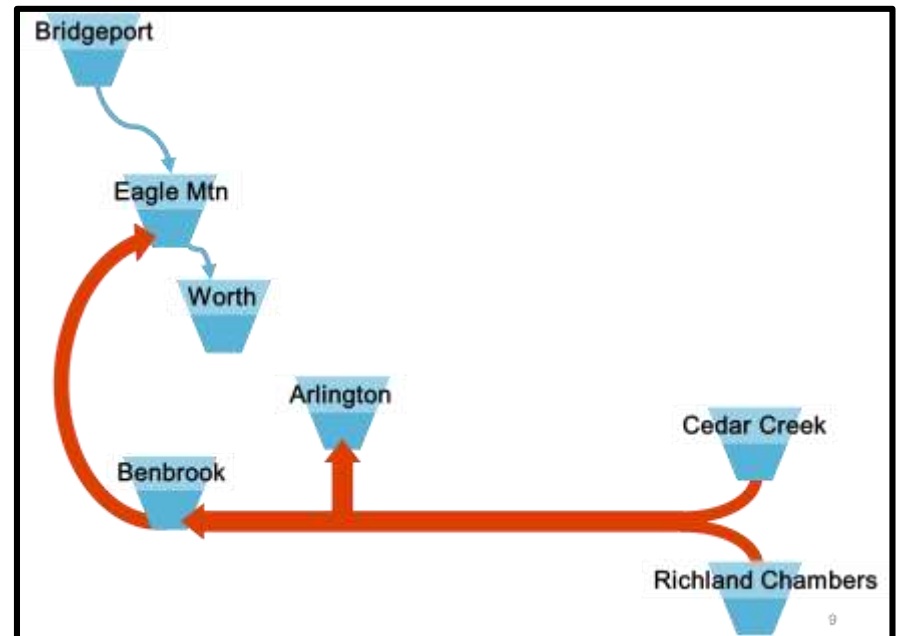 Bridgeport
Eagle Mtn
Worth
Arlington
Cedar Creek
Benbrook
Richland Chambers
9